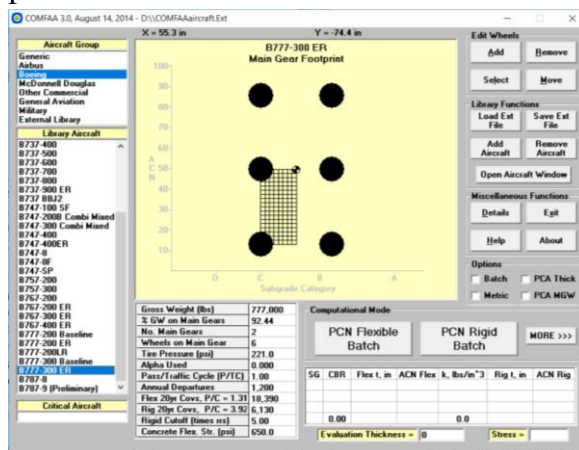 COMFAA 3.0, August 14, 2014 - D:\\COMFAAaircraft.Ext
X = 55.3 in
Y = -74.4 in
Aircraft Group
Generic
Airbus
Boeing
McDonnell Douglas
Other Commercial
General Aviation
Military
External Library
Library Aircraft
B737-400
B737-500
B737-600
B737-700
B737-800
B737-900 ER
B737 BBJ2
B747-100 SF
B747-200B Combi Mixed
B747-300 Combi Mixed
B747-400
B747-400ER
B747-8
B747-8F
B747-SP
B757-200
B757-300
B767-200
B767-200 ER
B767-300 ER
B767-400 ER
B777-200 Baseline
B777-200 ER
B777-200LR
B777-300 Baseline
B777-300 ER
B787-8
B787-9 (Preliminary)
Critical Aircraft
B777-300 ER
Main Gear Footprint
100
90
80
70
60
A
C 50
N
40
30
20
10
D C B A
Subgrade Category
Gross Weight (lbs) 777,000
% GW on Main Gears 92.44
No. Main Gears 2
Wheels on Main Gear 6
Tire Pressure (psi) 221.0
Alpha Used 0.000
Pass/Traffic Cycle (P/TC) 1.00
Annual Departures 1,200
Flex 20yr Covs, P/C = 1.31 18,390
Rig 20yr Covs, P/C = 3.92 6,130
Rigid Cutoff (times rrs) 5.00
Concrete Flex. Str. (psi) 650.0
Computational Mode
PCN Flexible Batch
PCN Rigid Batch
MORE >>>
SG CBR Flex t, in ACN Flex k, lbs/in^3 Rig t, in ACN Rig
0.00 0.0
Evaluation Thickness = 0 Stress =
Edit Wheels
Add Remove
Select Move
Library Functions
Load Ext File
Save Ext File
Add Aircraft
Remove Aircraft
Open Aircraft Window
Miscellaneous Functions
Details Exit
Help About
Options
Batch PCA Thick
Metric PCA MGW